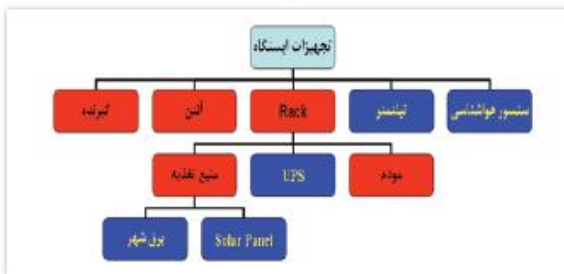 تجهیزات ایستگاه
سنسور هواشناسی
تیلتمتر
Rack
آنتن
گیرنده
مودم
UPS
منبع تغذیه
Solar Panel
برق شهر